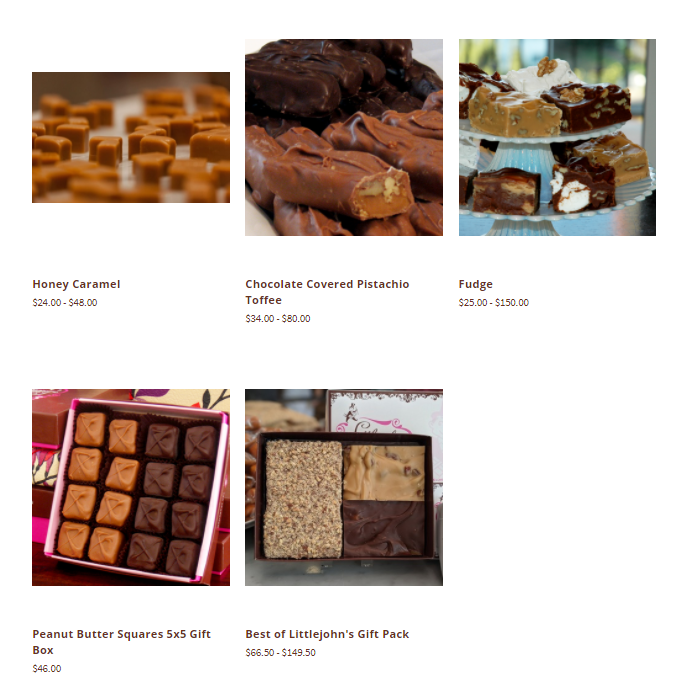 Honey Caramel
$24.00 - $48.00
Chocolate Covered Pistachio
Toffee
$34.00 - $80.00
Fudge
$25.00 - $150.00
Peanut Butter Squares 5x5 Gift
Box
$46.00
Best of Littlejohn's Gift Pack
$66.50 - $149.50